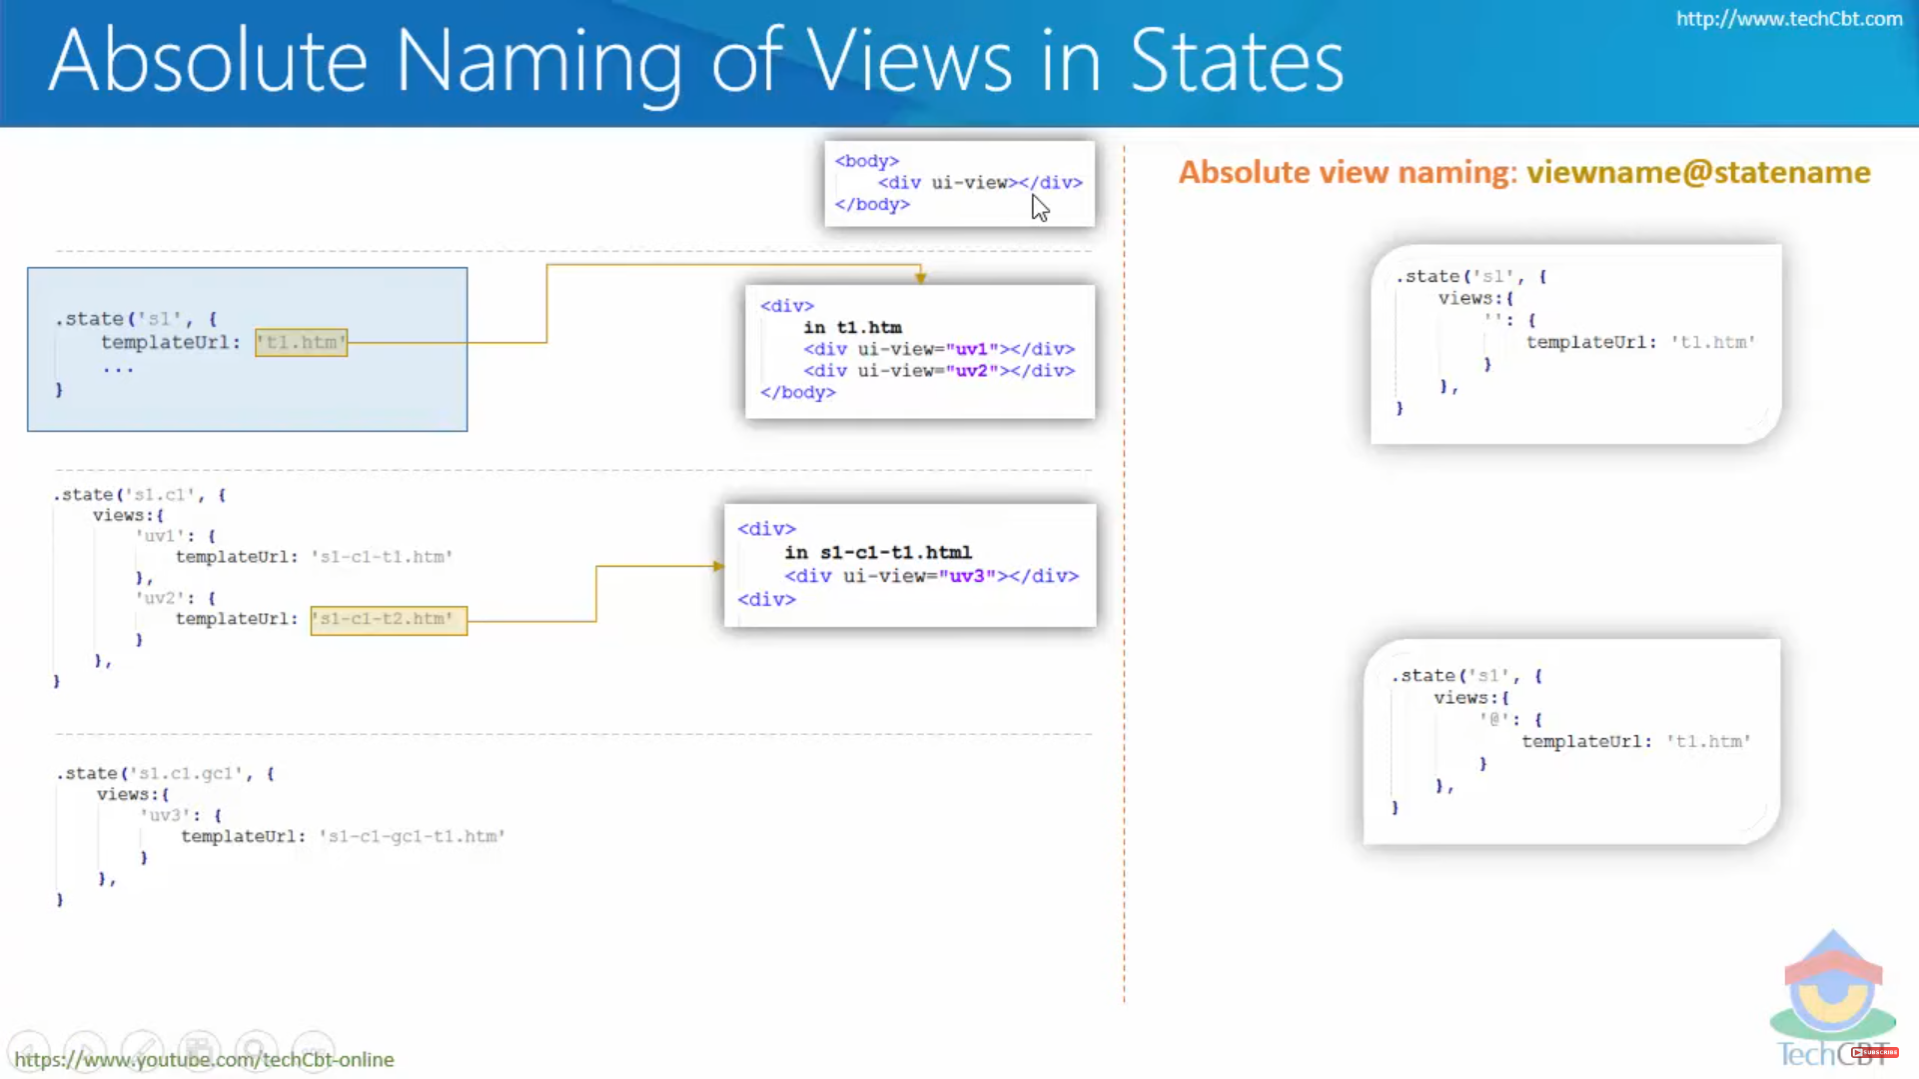 http://www.techCbt.com
Absolute Naming of Views in States
<body>
<div ui-view></div>
</body>
.state('s1', {
templateUrl: 't1.htm'
...
}
<div>
in t1.htm
<div ui-view="uv1"></div>
<div ui-view="uv2"></div>
</body>
.state('s1.c1', {
views:{
'uv1': {
templateUrl: 's1-c1-t1.htm'
},
'uv2': {
templateUrl: 's1-c1-t2.htm'
}
},
}
<div>
in s1-c1-t1.html
<div ui-view="uv3"></div>
<div>
.state('s1.c1.gc1', {
views:{
'uv3': {
templateUrl: 's1-c1-gc1-t1.htm'
}
},
}
Absolute view naming: viewname@statename
.state('s1', {
views:{
'': {
templateUrl: 't1.htm'
}
},
}
.state('s1', {
views:{
'@': {
templateUrl: 't1.htm'
}
},
}
https://www.youtube.com/techCbt-online
TechCBT
SUBSCRIBE